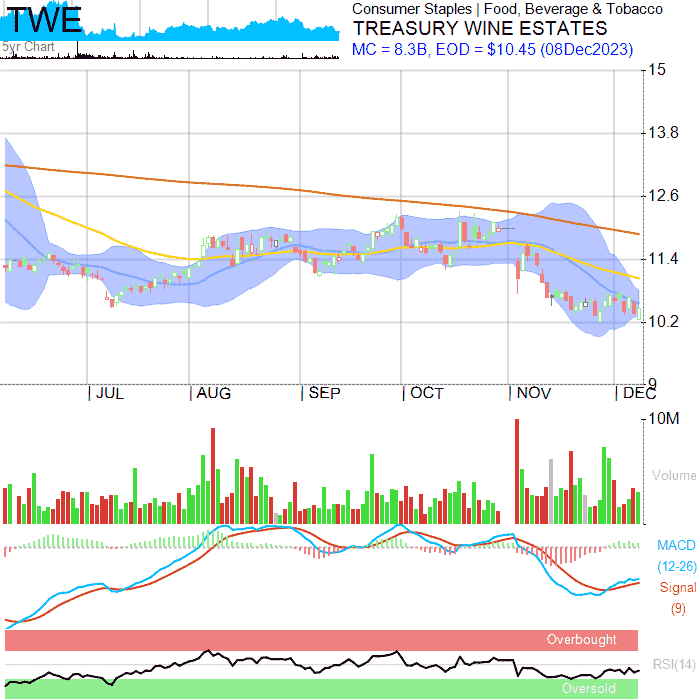 TWE
5yr Chart
Consumer Staples | Food, Beverage & Tobacco
TREASURY WINE ESTATES
MC = 8.3B, EOD = $10.45 (08Dec2023)
15
13.8
12.6
11.4
10.2
9
JUL AUG SEP OCT NOV DEC
10M
Volume
MACD
(12-26)
Signal
(9)
Overbought
RSI(14)
Oversold